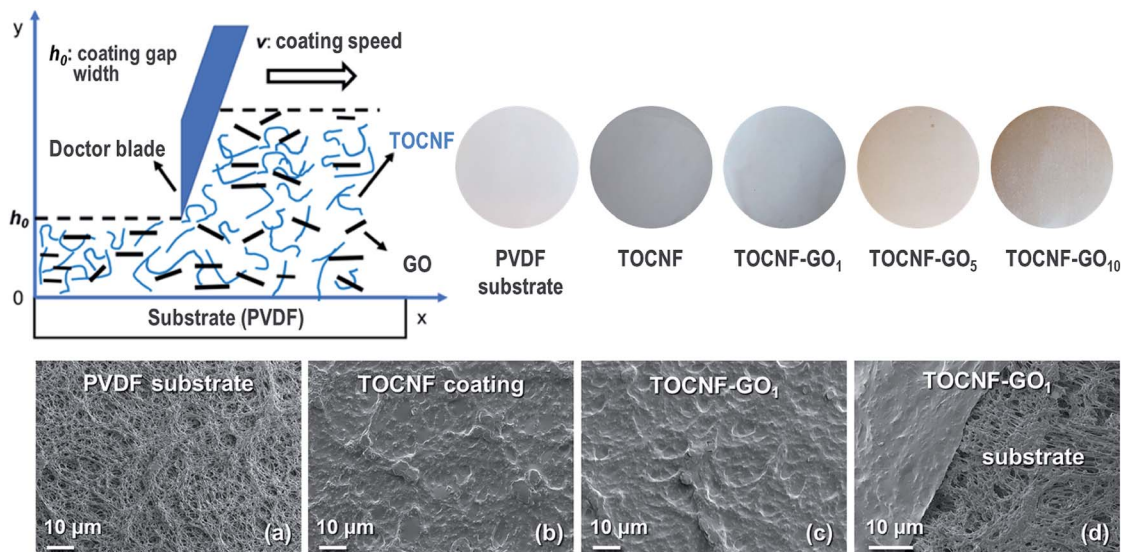 y
h₀: coating gap
width
v: coating speed
Doctor blade
TOCNF
h₀
GO
0
Substrate (PVDF)
x
PVDF
substrate
TOCNF
TOCNF-GO₁
TOCNF-GO₅
TOCNF-GO₁₀
PVDF substrate
10 µm
(a)
TOCNF coating
10 µm
(b)
TOCNF-GO₁
10 µm
(c)
TOCNF-GO₁
substrate
10 µm
(d)